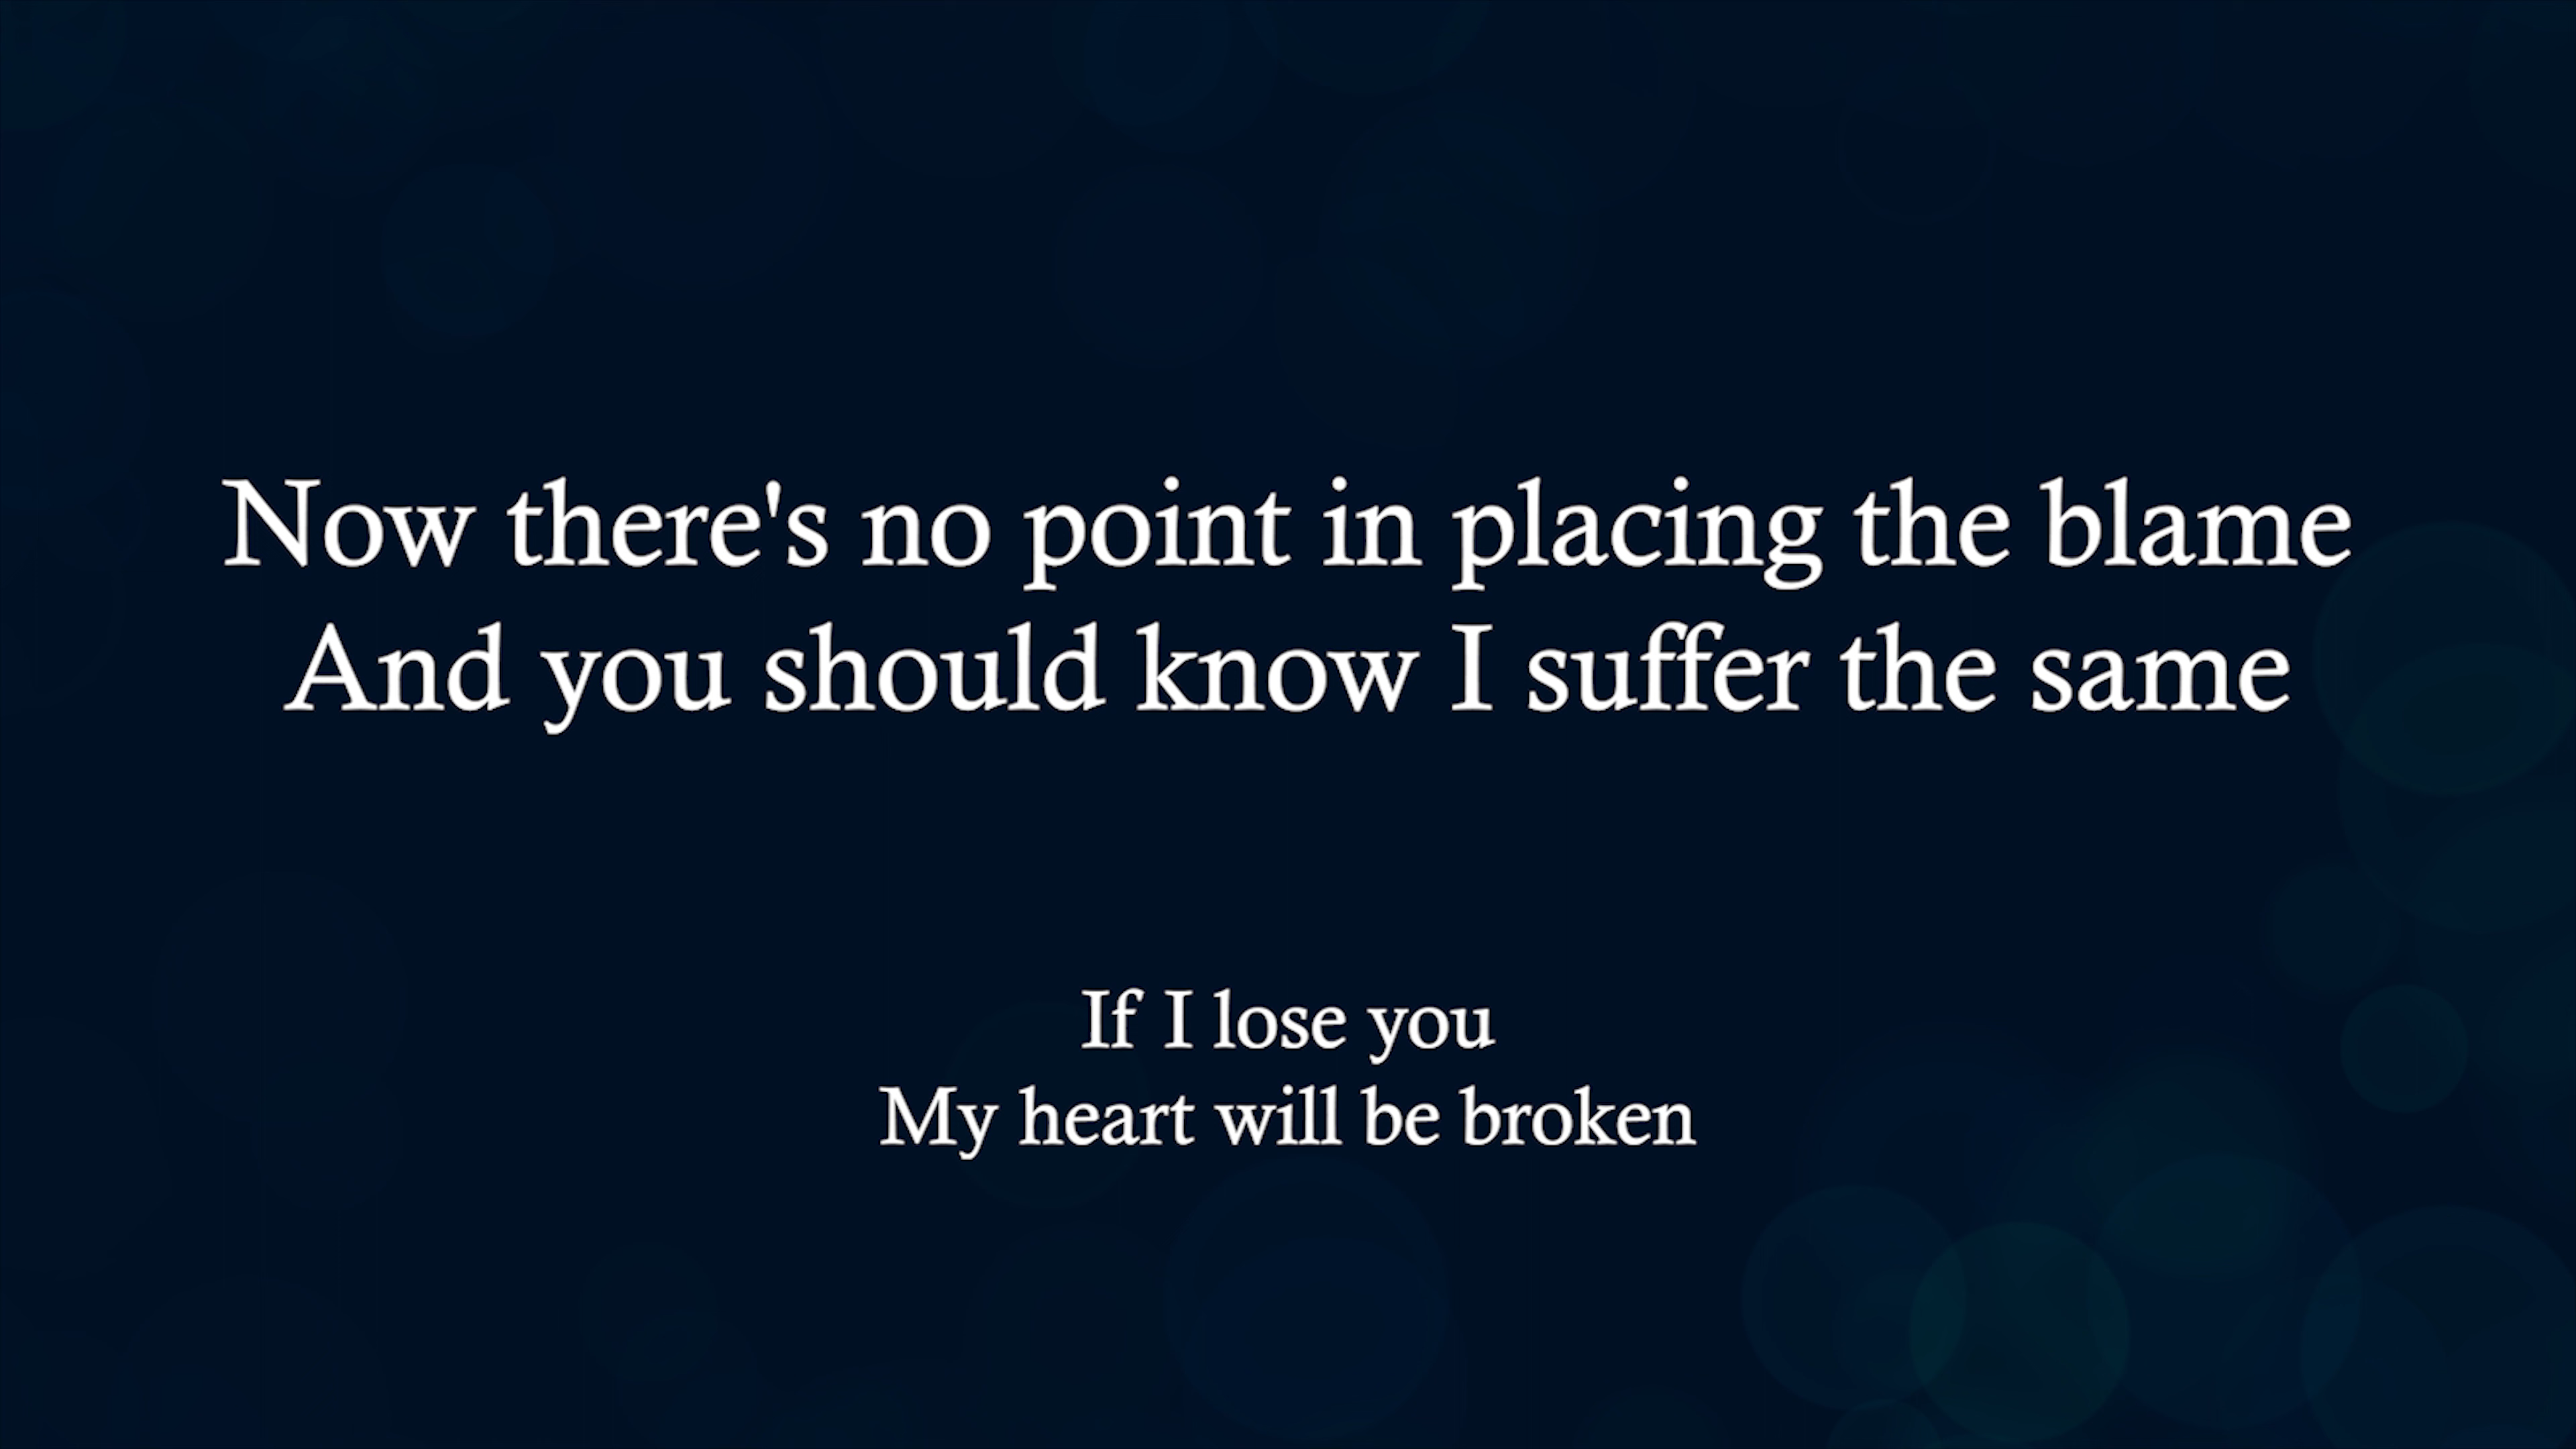 Now there's no point in placing the blame
And you should know I suffer the same
If I lose you
My heart will be broken